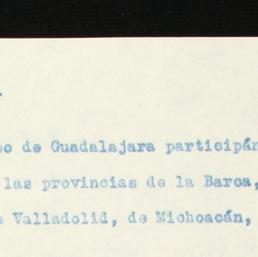 de Guadalajara participán
las provincias de la Barca,
Valladolid, de Michoacán,